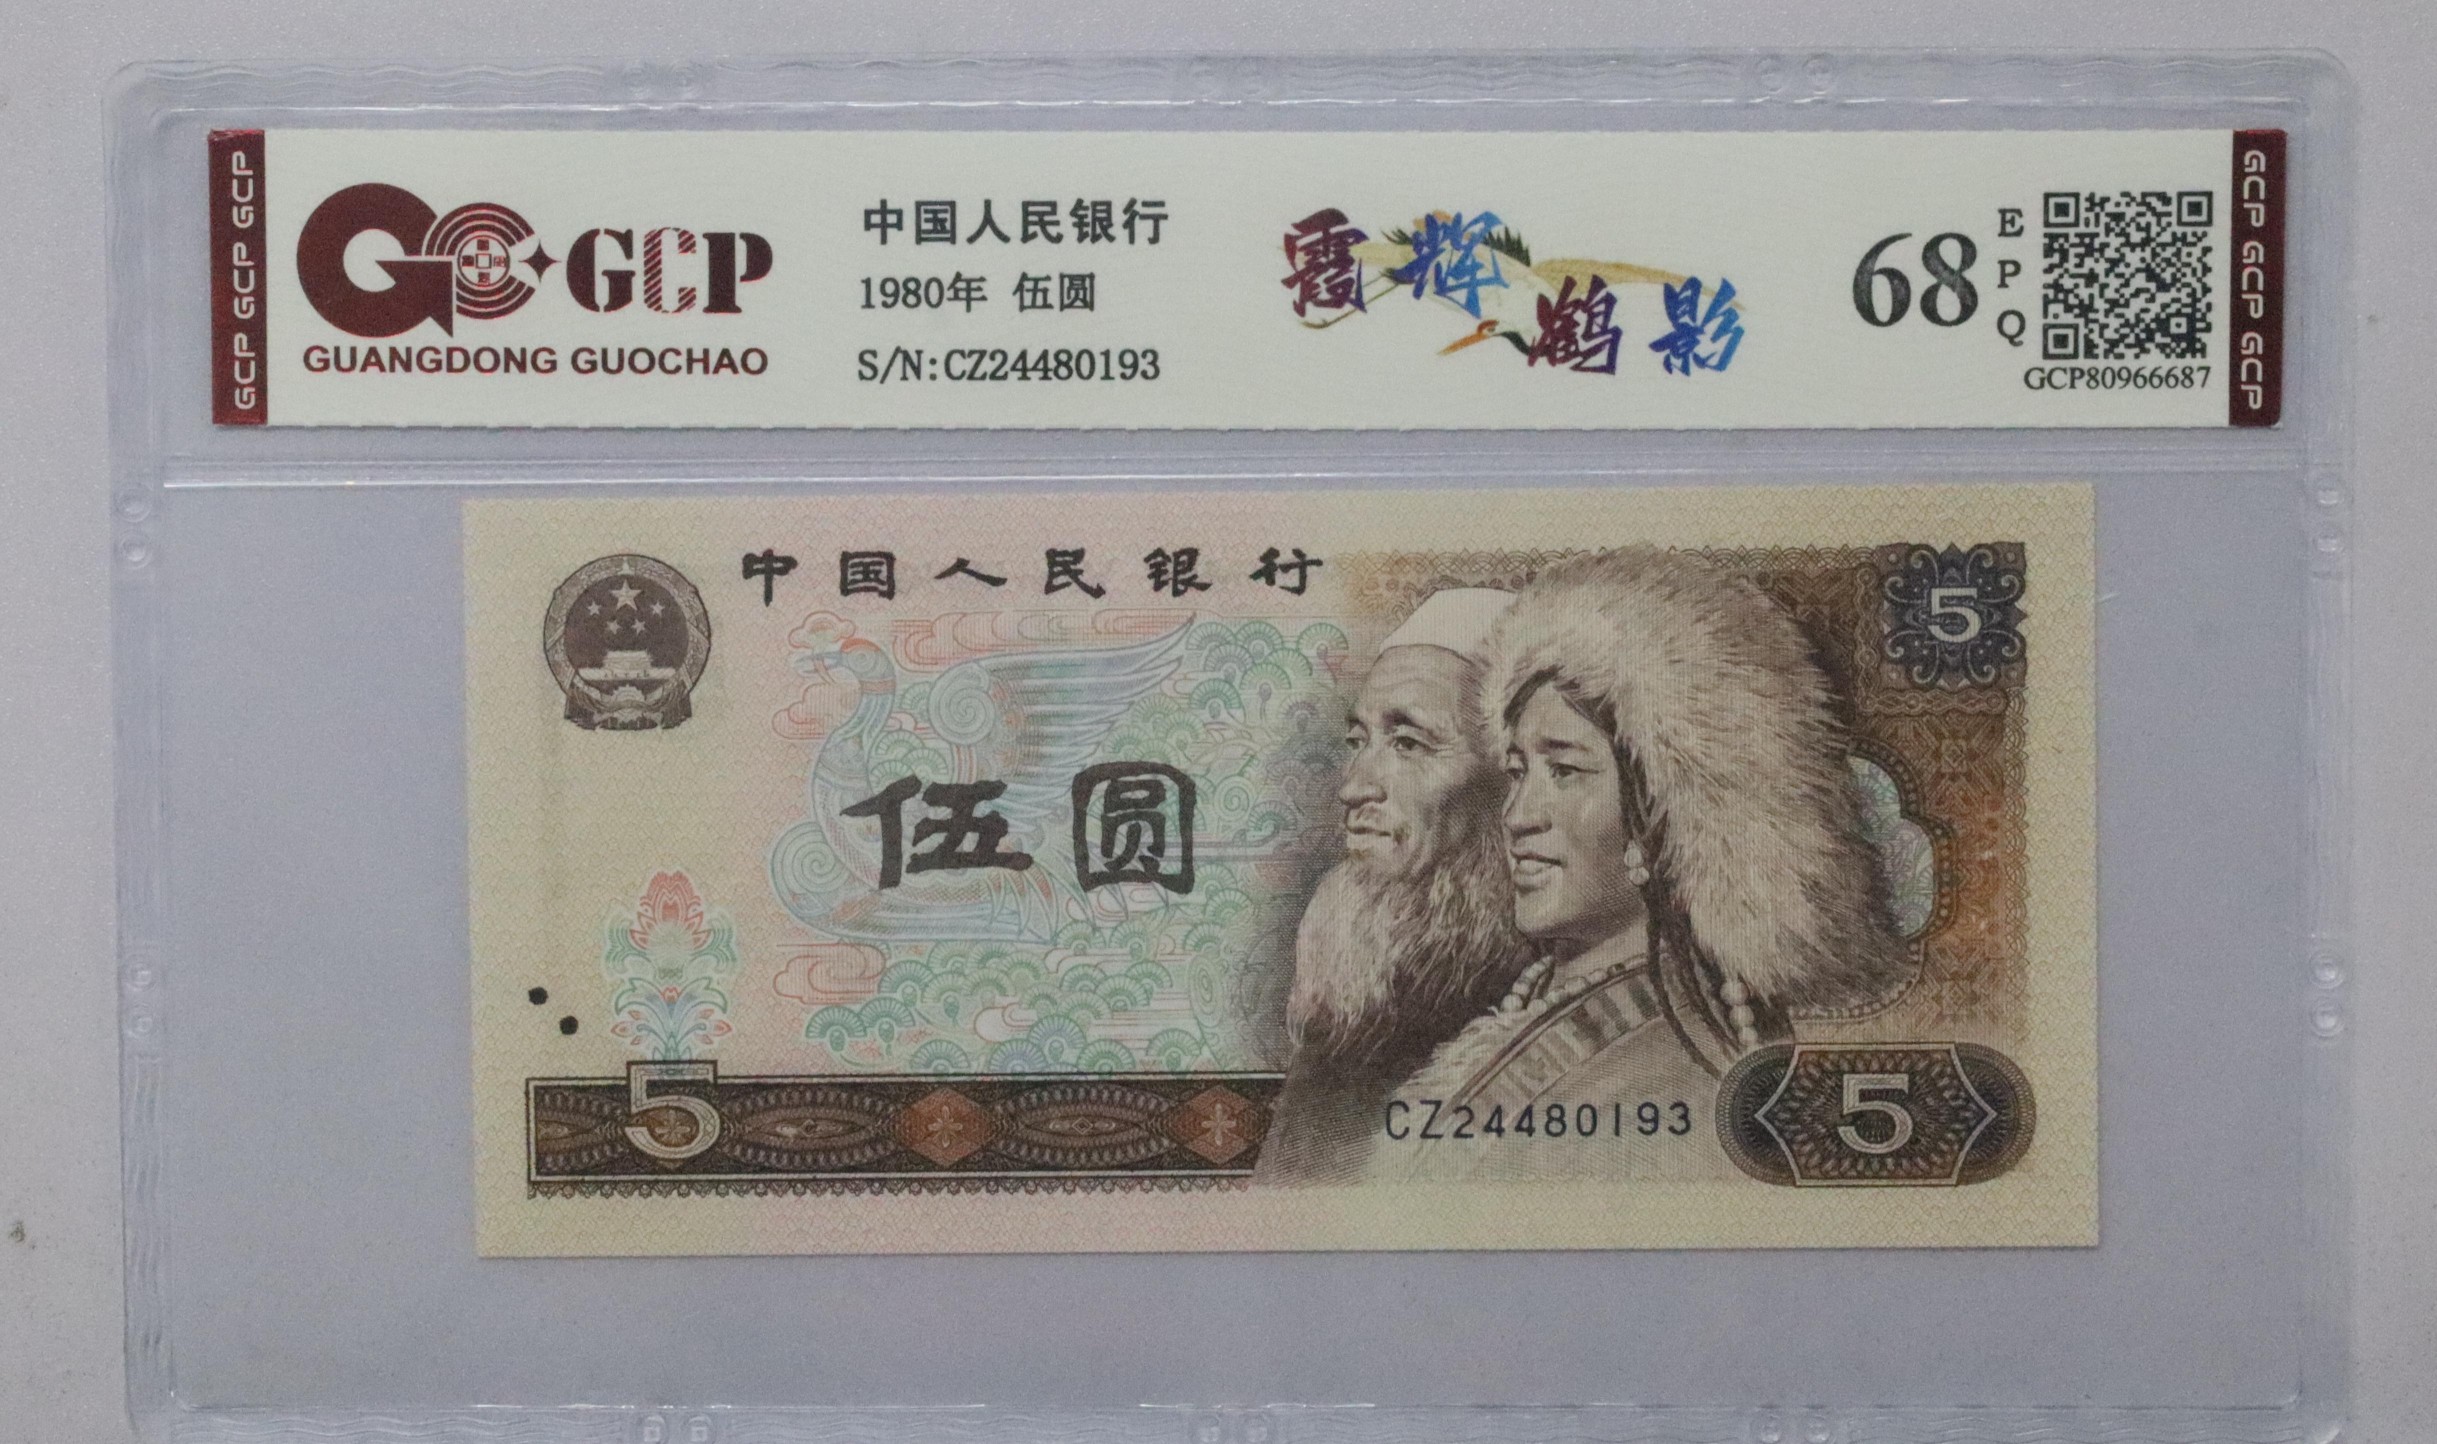 GCP GCP GCP
GCP
GUANGDONG GUOCHAO
中国人民银行
1980年 伍圆
S/N:CZ24480193
霞辉鹤影
68
EPQ
GCP80966687
GCP GCP GCP
中国人民银行
5
伍圆
5
CZ24480193
5